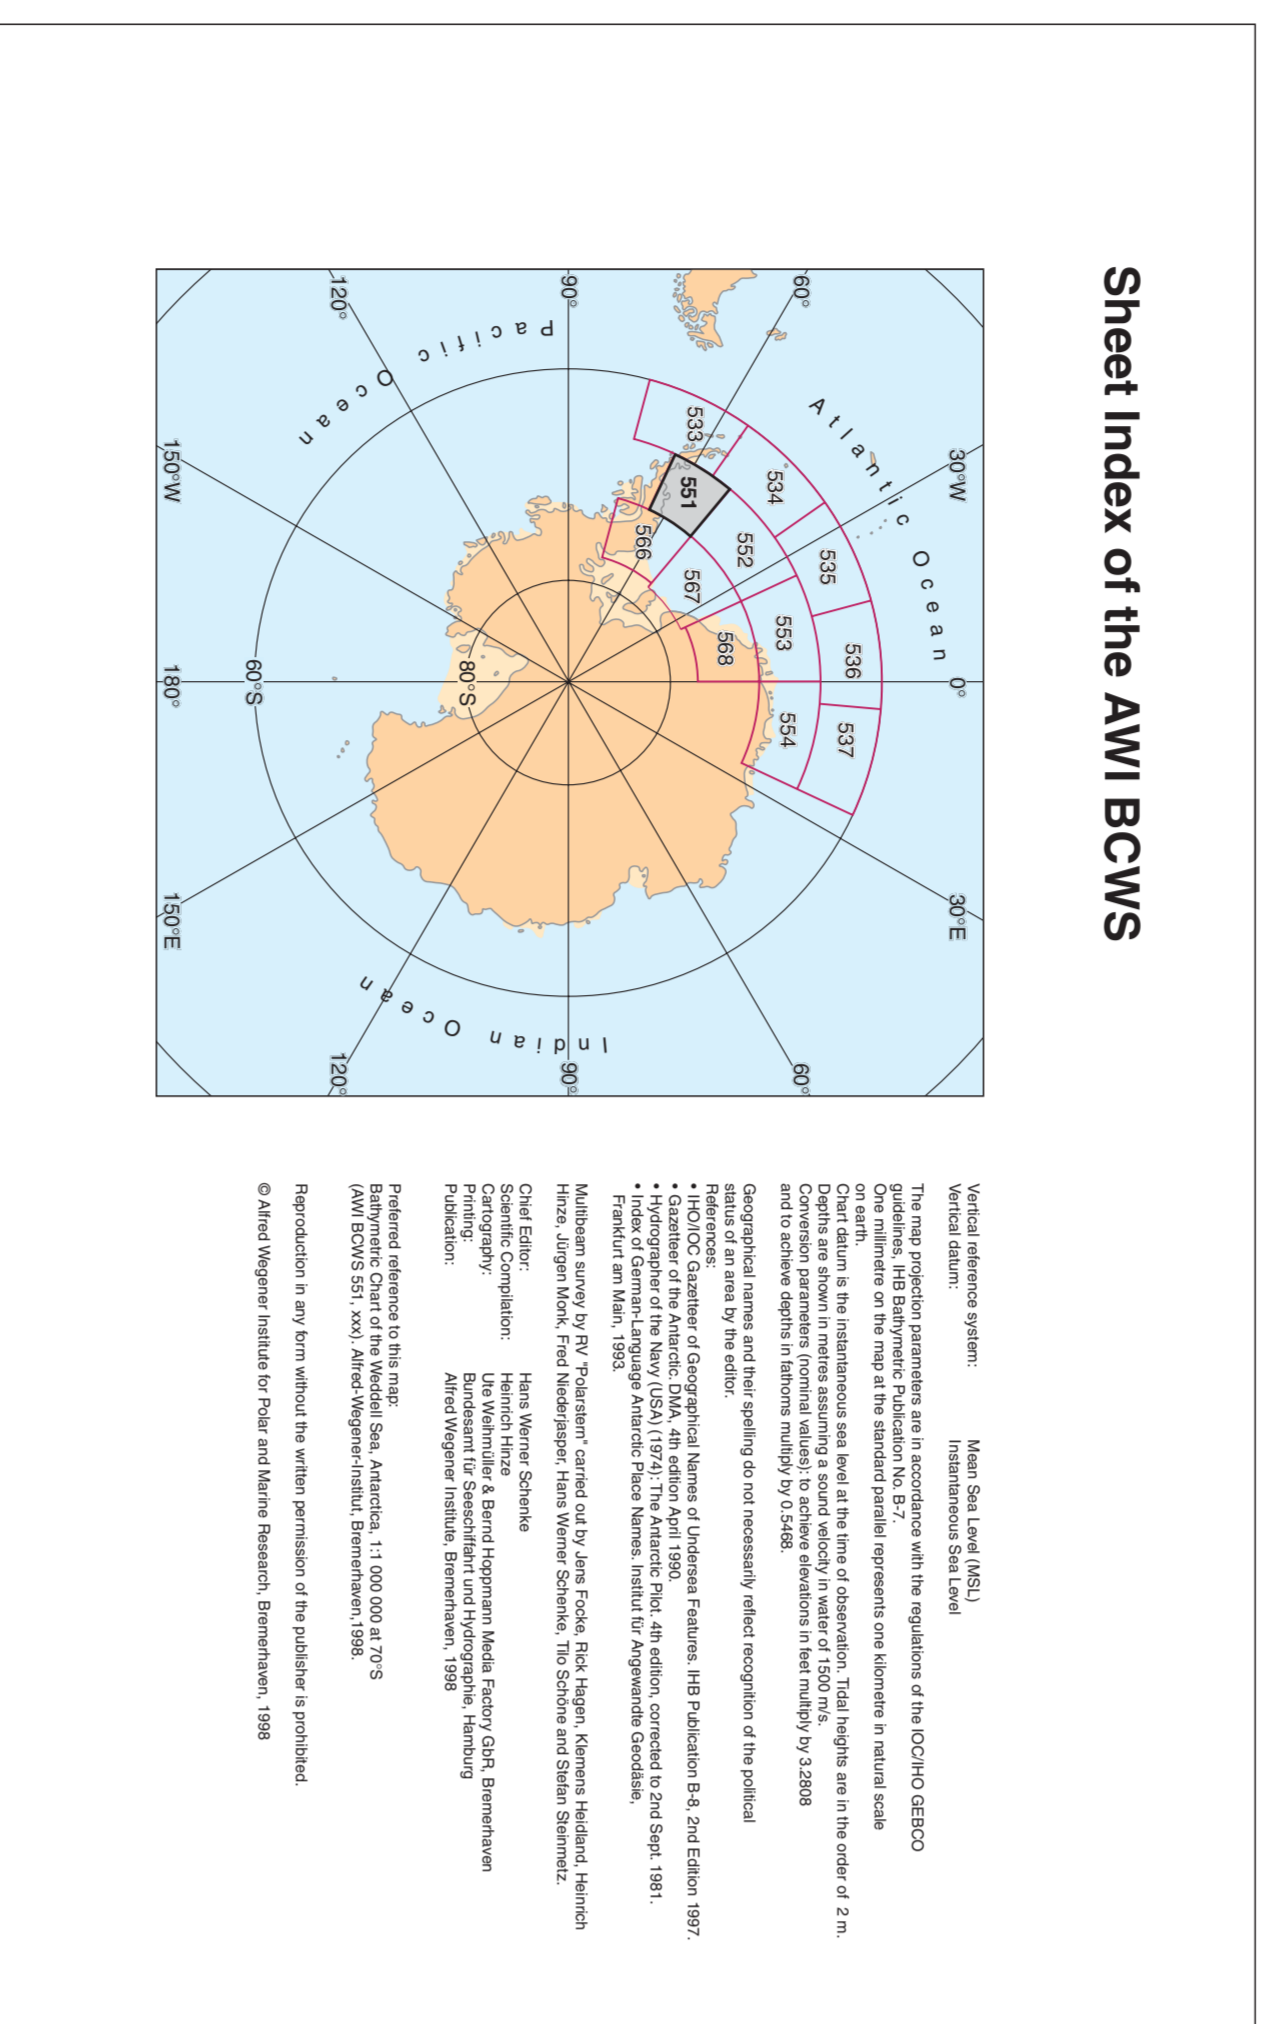 Sheet Index of the AWI BCWS
30°W
0°
30°E
60°
60°
Atlantic Ocean
90°
90°
Pacific Ocean
Indian Ocean
120°
120°
150°W
180°
150°E
60°S
80°S
533
534
535
536
537
551
552
553
554
566
567
568
Vertical reference system: Mean Sea Level (MSL)
Vertical datum: Instantaneous Sea Level
The map projection parameters are in accordance with the regulations of the IOC/IHO GEBCO
guidelines, IHB Bathymetric Publication No. B-7.
One millimetre on the map at the standard parallel represents one kilometre in natural scale
on earth.
Chart datum is the instantaneous sea level at the time of observation. Tidal heights are in the order of 2 m.
Depths are shown in metres assuming a sound velocity in water of 1500 m/s.
Conversion parameters (nominal values): to achieve elevations in feet multiply by 3.2808
and to achieve depths in fathoms multiply by 0.5468.
Geographical names and their spelling do not necessarily reflect recognition of the political
status of an area by the editor.
References:
• IHO/IOC Gazetteer of Geographical Names of Undersea Features. IHB Publication B-8, 2nd Edition 1997.
• Gazetteer of the Antarctic. DMA, 4th edition April 1990.
• Hydrographer of the Navy (USA) (1974): The Antarctic Pilot. 4th edition, corrected to 2nd Sept. 1981.
• Index of German-Language Antarctic Place Names. Institut für Angewandte Geodäsie,
Frankfurt am Main, 1993.
Multibeam survey by RV "Polarstern" carried out by Jens Focke, Rick Hagen, Klemens Heidland, Heinrich
Hinze, Jürgen Monk, Fred Niederjasper, Hans Werner Schenke, Tilo Schöne and Stefan Steinmetz.
Chief Editor: Hans Werner Schenke
Scientific Compilation: Heinrich Hinze
Cartography: Ute Weihmüller & Bernd Hoppmann Media Factory GbR, Bremerhaven
Printing: Bundesamt für Seeschiffahrt und Hydrographie, Hamburg
Publication: Alfred Wegener Institute, Bremerhaven, 1998
Preferred reference to this map:
Bathymetric Chart of the Weddell Sea, Antarctica, 1:1 000 000 at 70°S
(AWI BCWS 551, xxx). Alfred-Wegener-Institut, Bremerhaven,1998.
Reproduction in any form without the written permission of the publisher is prohibited.
© Alfred Wegener Institute for Polar and Marine Research, Bremerhaven, 1998